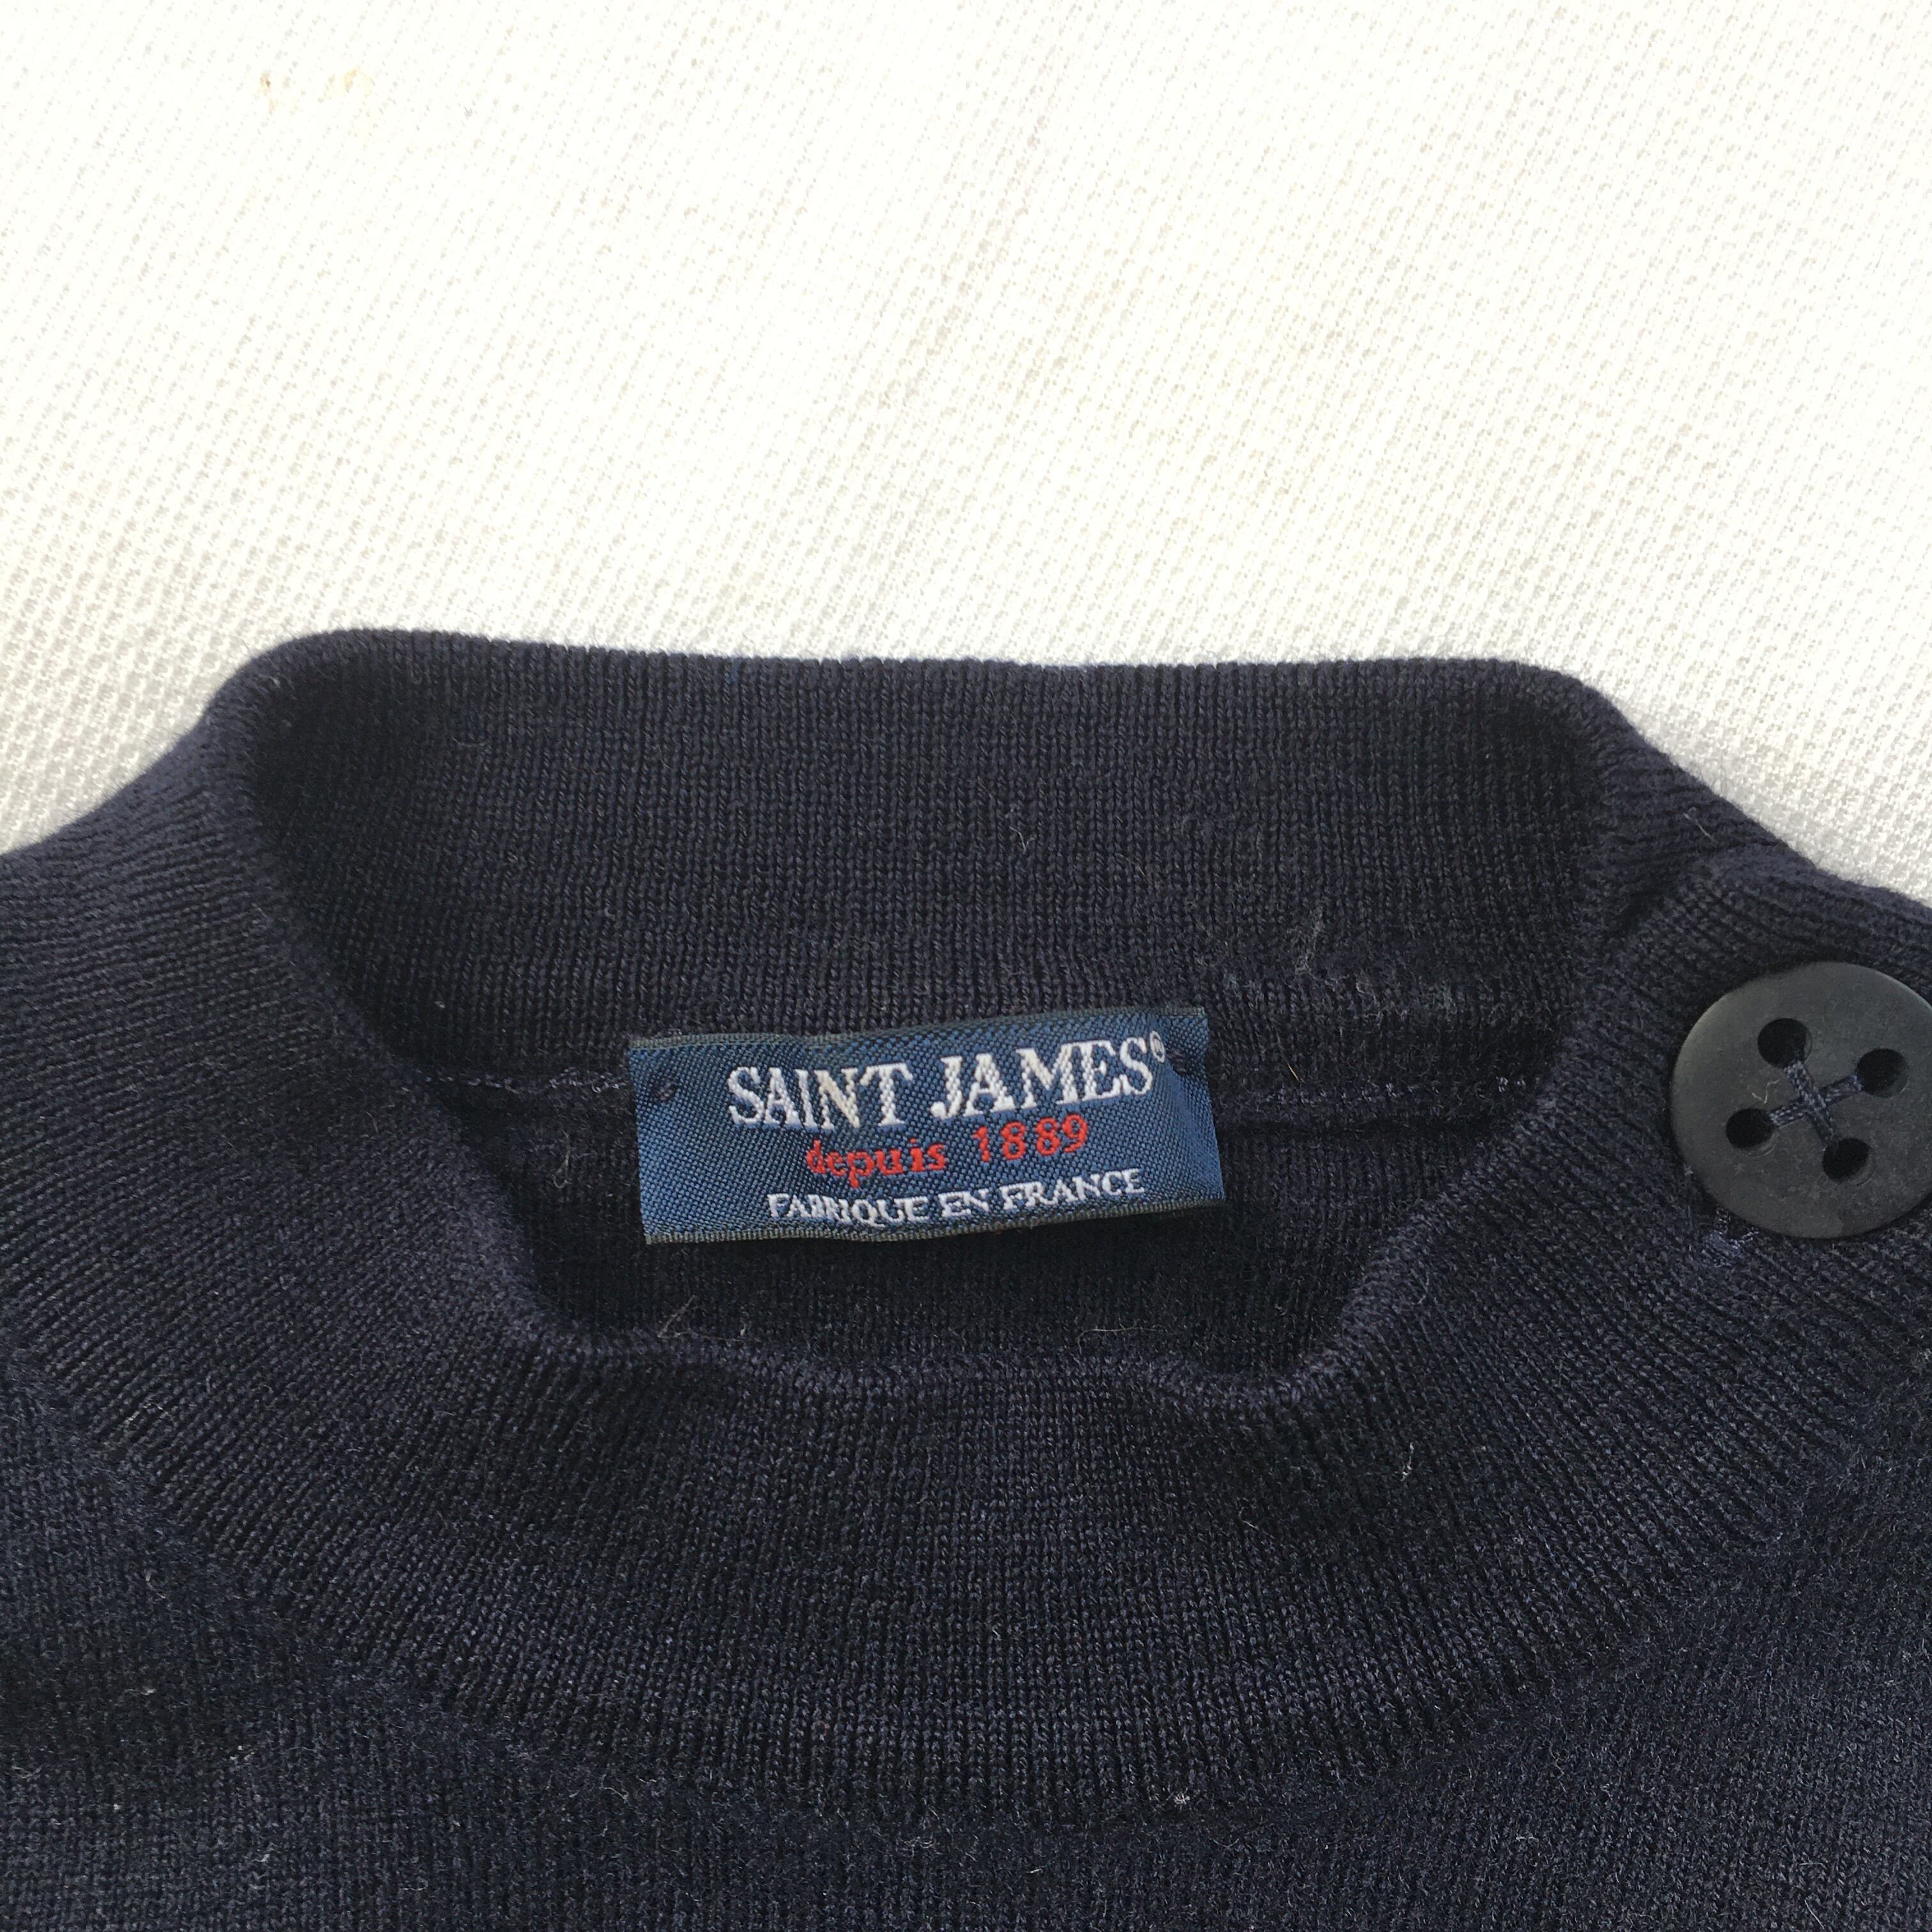 SAINT JAMES®
depuis 1889
FABRIQUE EN FRANCE